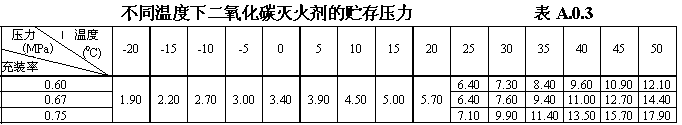 不同温度下二氧化碳灭火剂的贮存压力 表 A.0.3
压力 | 温度
(MPa) (℃)
充装率
-20 -15 -10 -5 0 5 10 15 20 25 30 35 40 45 50
0.60 6.40 7.30 8.40 9.60 10.90 12.10
0.67 1.90 2.20 2.70 3.00 3.40 3.90 4.50 5.00 5.70 6.40 7.60 9.40 11.00 12.70 14.40
0.75 7.10 9.90 11.40 13.50 15.70 17.90